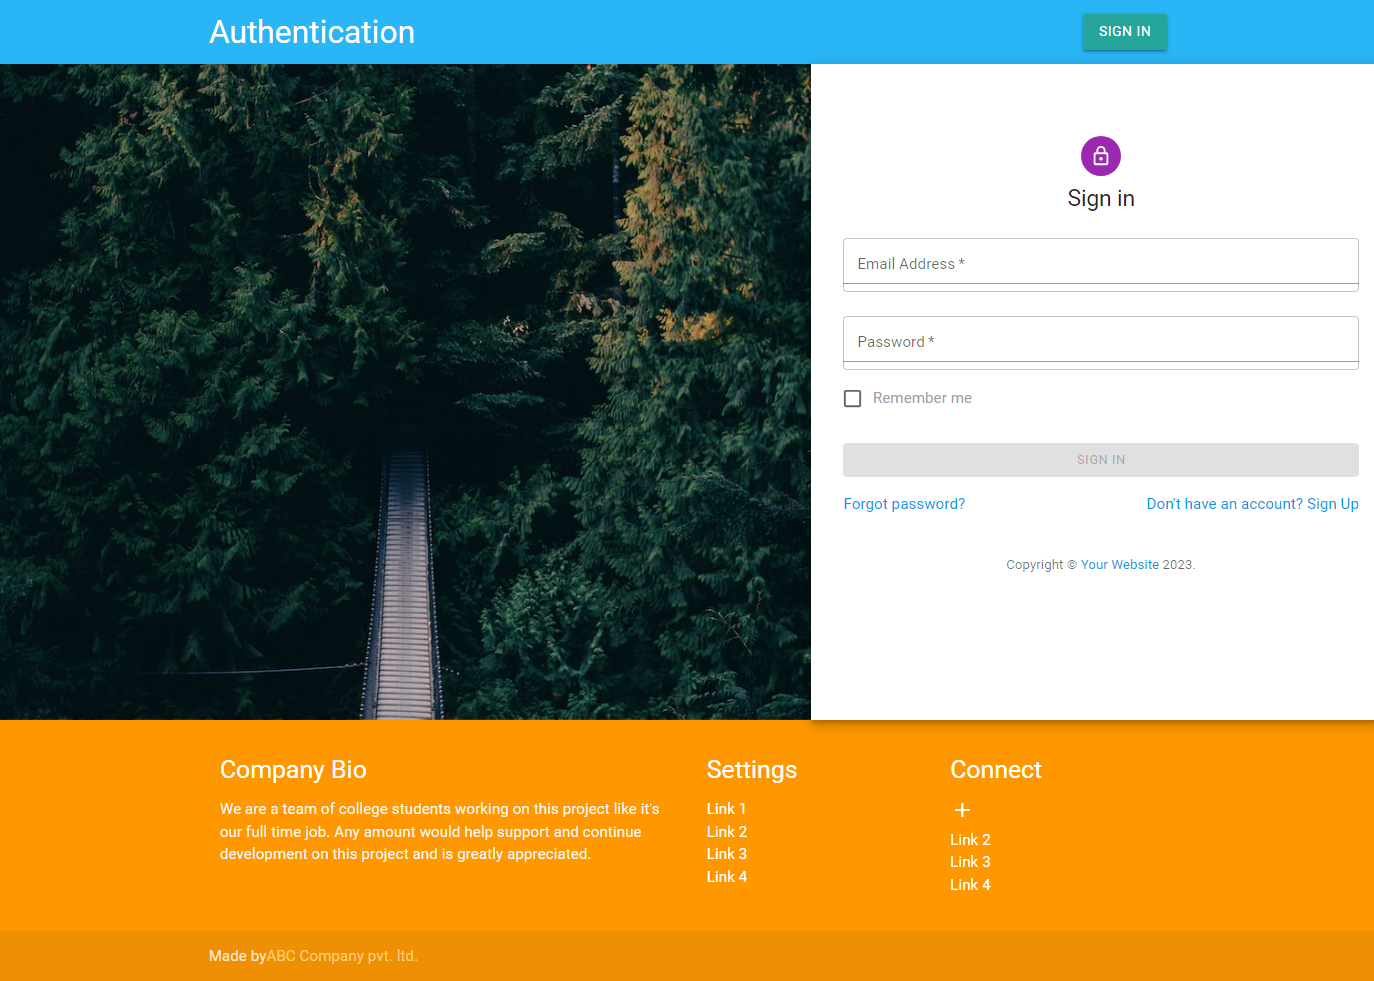 Authentication
SIGN IN
Sign in
Email Address *
Password *
Remember me
SIGN IN
Forgot password?
Don't have an account? Sign Up
Copyright © Your Website 2023.
Company Bio
We are a team of college students working on this project like it's
our full time job. Any amount would help support and continue
development on this project and is greatly appreciated.
Settings
Link 1
Link 2
Link 3
Link 4
Connect
+
Link 2
Link 3
Link 4
Made byABC Company pvt. ltd.